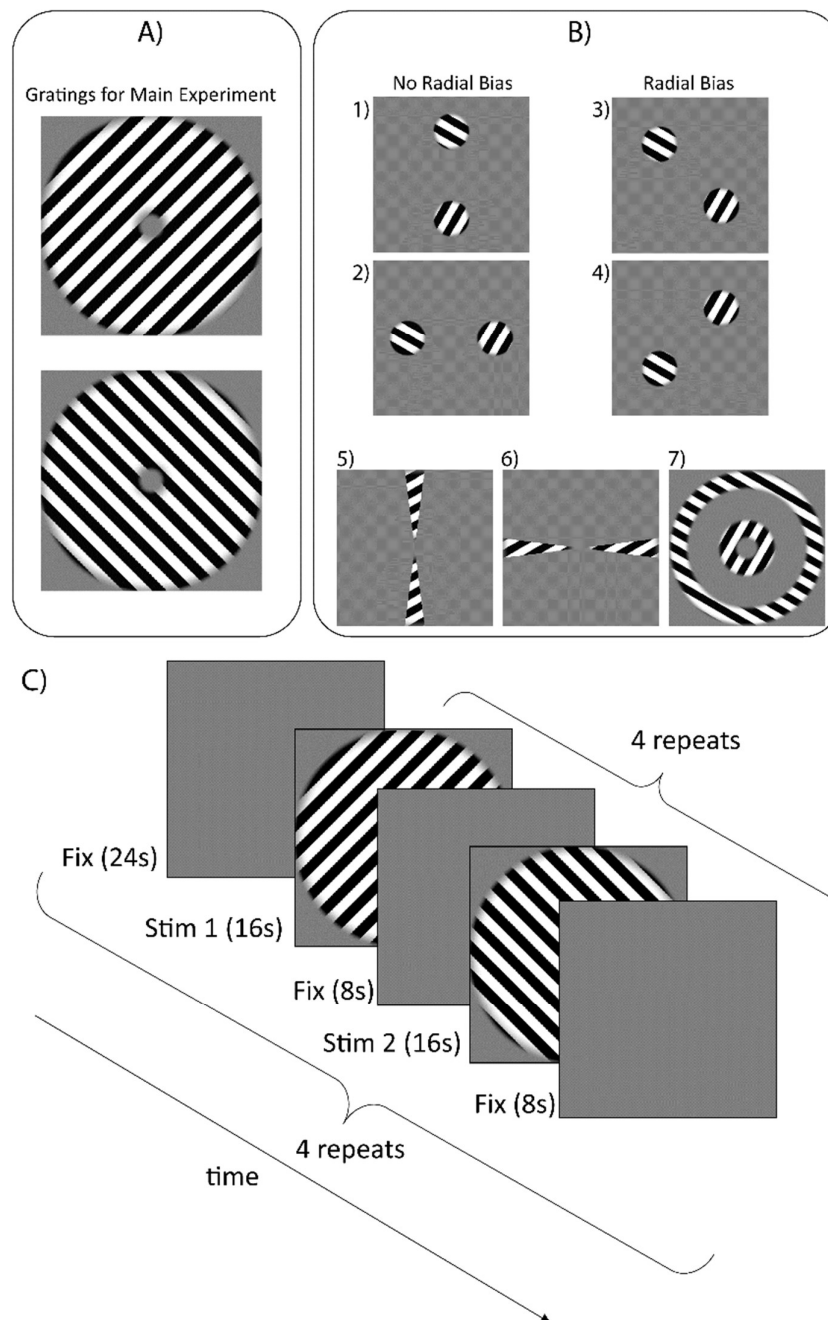 A)
Gratings for Main Experiment
B)
No Radial Bias
Radial Bias
1)
3)
2)
4)
5)
6)
7)
C)
4 repeats
Fix (24s)
Stim 1 (16s)
Fix (8s)
Stim 2 (16s)
Fix (8s)
4 repeats
time